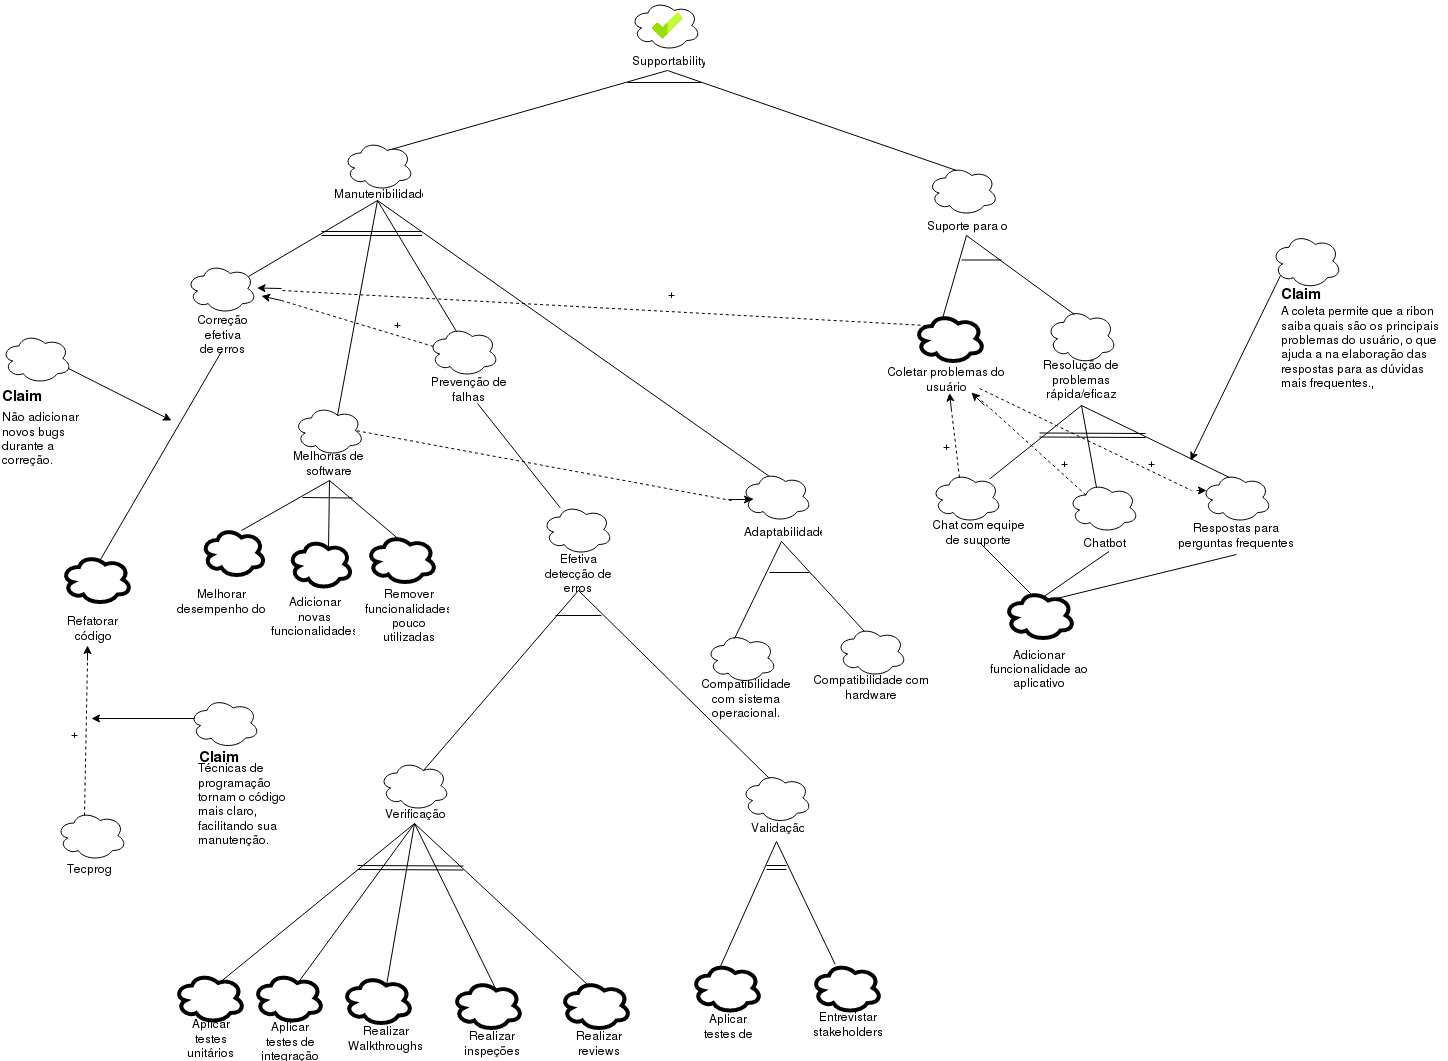 Supportability
Manutenibilidad
Suporte para o
Correção
efetiva
de erros
+
+
Claim
A coleta permite que a ribon
saiba quais são os principais
problemas do usuário, o que
ajuda a na elaboração das
respostas para as dúvidas
mais frequentes.,
Coletar problemas do
usuário
Resolução de
problemas
rápida/eficaz
Prevenção de
falhas
Claim
Não adicionar
novos bugs
durante a
correção.
Melhorias de
software
+
+
+
Adaptabilidade
Chat com equipe
de suuporte
Chatbot
Respostas para
perguntas frequentes
Efetiva
detecção de
erros
Melhorar
desempenho do
Adicionar
novas
funcionalidades
Remover
funcionalidades
pouco
utilizadas
Refatorar
código
Adicionar
funcionalidade ao
aplicativo
Compatibilidade
com sistema
operacional.
Compatibilidade com
hardware
+
Claim
Técnicas de
programação
tornam o código
mais claro,
facilitando sua
manutenção.
Tecprog
Verificação
Validação
Aplicar
testes
unitários
Aplicar
testes de
integração
Realizar
Walkthroughs
Realizar
inspeções
Realizar
reviews
Aplicar
testes de
Entrevistar
stakeholders